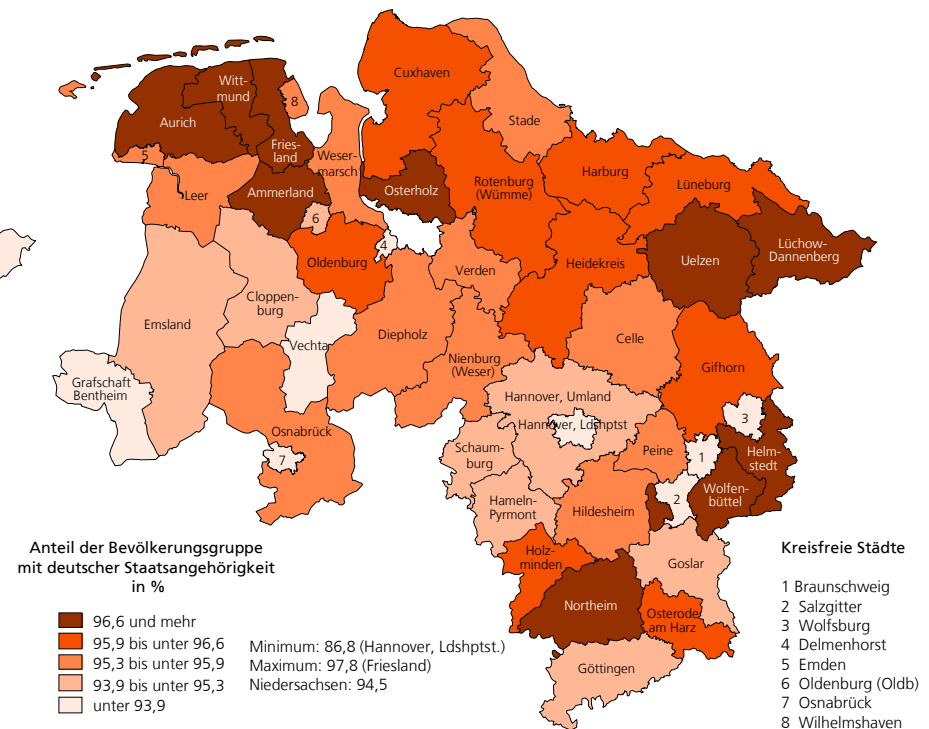 Cuxhaven
Witt-
mund
8
Aurich
Stade
Fries-
land
5
Weser-
marsch
Harburg
Leer
Ammerland
Osterholz
Rotenburg
(Wümme)
Lüneburg
6
4
Oldenburg
Heidekreis
Uelzen
Lüchow-
Dannenberg
Verden
Cloppen-
burg
Emsland
Diepholz
Celle
Vechta
Nienburg
(Weser)
Gifhorn
Grafschaft
Bentheim
Hannover, Umland
3
Hannover, Ldshptst
Osnabrück
Schaum-
burg
Peine
1
Helm-
stedt
7
Wolfen-
büttel
2
Hameln-
Pyrmont
Hildesheim
Holz-
minden
Goslar
Northeim
Osterode
am Harz
Göttingen
Anteil der Bevölkerungsgruppe
mit deutscher Staatsangehörigkeit
in %
96,6 und mehr
95,9 bis unter 96,6
95,3 bis unter 95,9
93,9 bis unter 95,3
unter 93,9
Minimum: 86,8 (Hannover, Ldshptst.)
Maximum: 97,8 (Friesland)
Niedersachsen: 94,5
Kreisfreie Städte
1 Braunschweig
2 Salzgitter
3 Wolfsburg
4 Delmenhorst
5 Emden
6 Oldenburg (Oldb)
7 Osnabrück
8 Wilhelmshaven